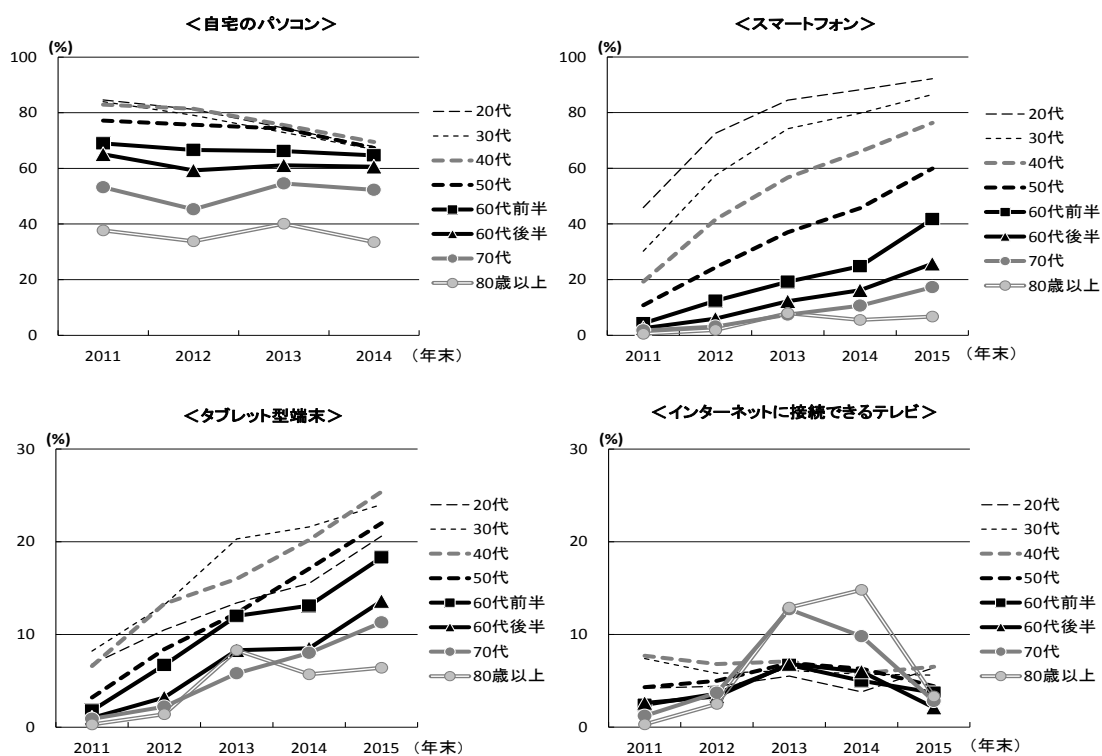 ＜自宅のパソコン＞
(%)
100
80
60
40
20
0
2011 2012 2013 2014 （年末）
20代
30代
40代
50代
60代前半
60代後半
70代
80歳以上
＜スマートフォン＞
(%)
100
80
60
40
20
0
2011 2012 2013 2014 2015 （年末）
20代
30代
40代
50代
60代前半
60代後半
70代
80歳以上
＜タブレット型端末＞
(%)
30
20
10
0
2011 2012 2013 2014 2015 （年末）
20代
30代
40代
50代
60代前半
60代後半
70代
80歳以上
＜インターネットに接続できるテレビ＞
(%)
30
20
10
0
2011 2012 2013 2014 2015 （年末）
20代
30代
40代
50代
60代前半
60代後半
70代
80歳以上